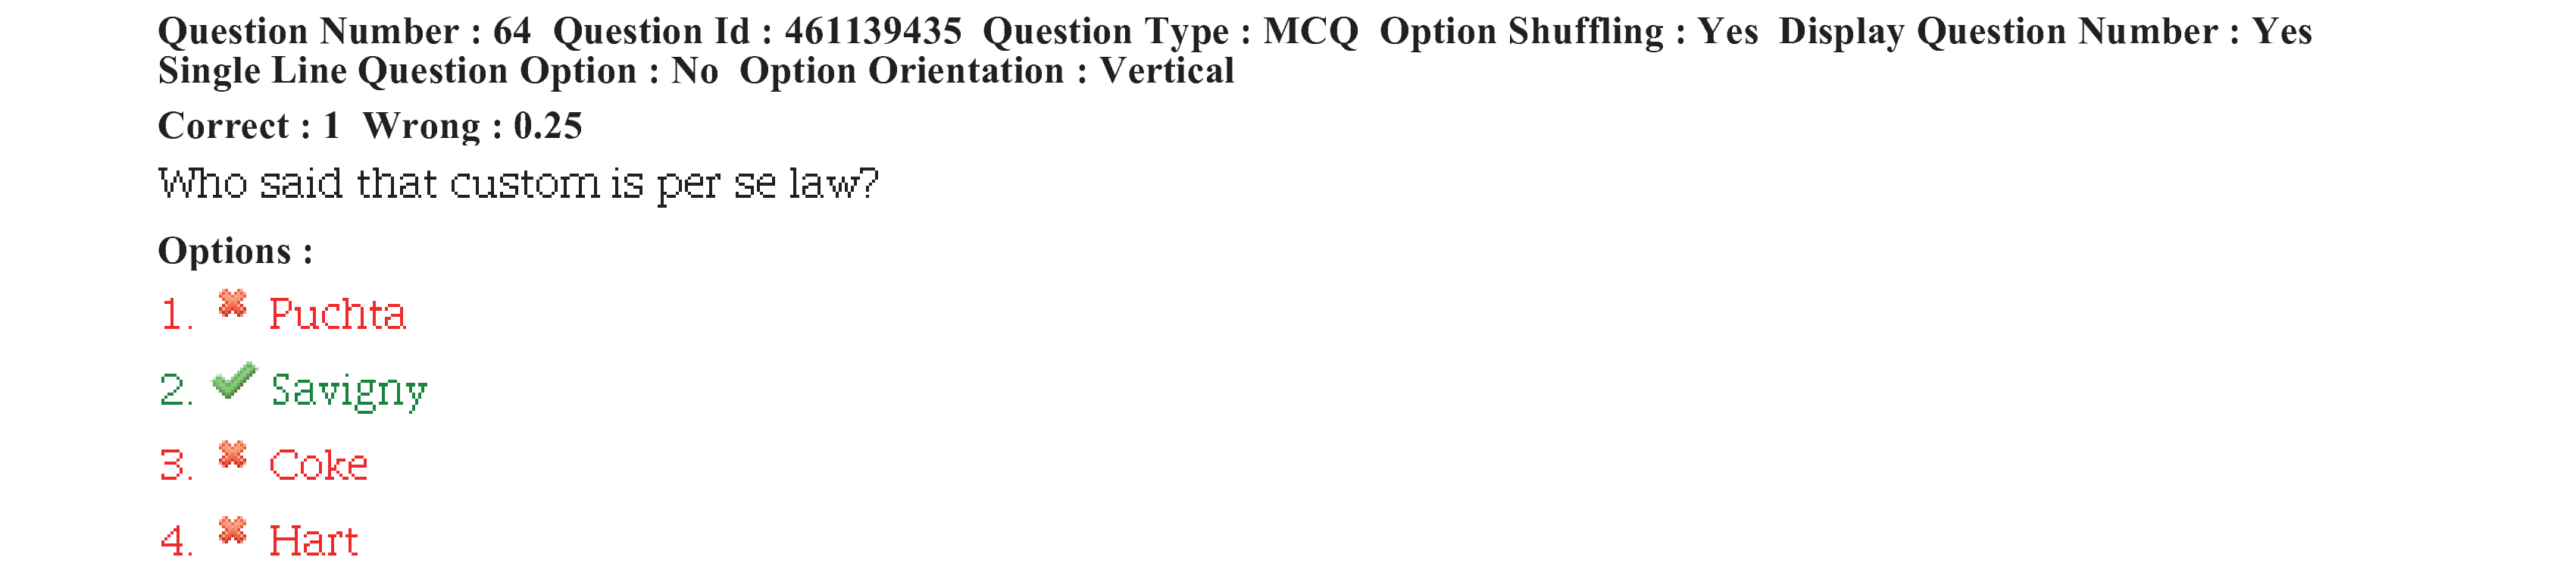 Question Number : 64 Question Id : 461139435 Question Type : MCQ Option Shuffling : Yes Display Question Number : Yes
Single Line Question Option : No Option Orientation : Vertical
Correct : 1 Wrong : 0.25
Who said that custom is per se law?
Options :
1. Puchta
2. Savigny
3. Coke
4. Hart